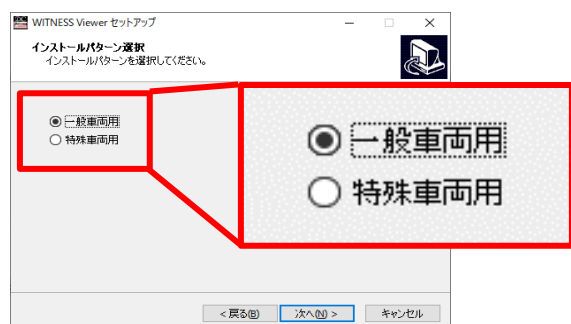 WITNESS Viewer セットアップ
インストールパターン選択
インストールパターンを選択してください。
一般車両用
特殊車両用
一般車両用
特殊車両用
< 戻る(B)
次へ(N) >
キャンセル